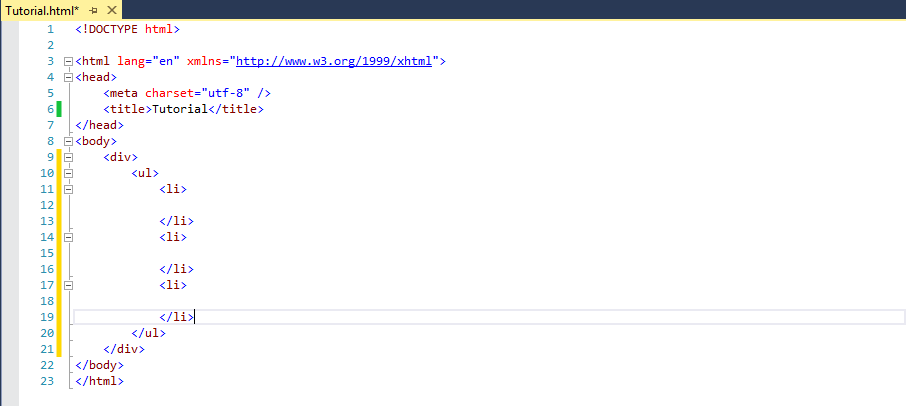 Tutorial.html*
1 <!DOCTYPE html>
2
3 <html lang="en" xmlns="http://www.w3.org/1999/xhtml">
4 <head>
5     <meta charset="utf-8" />
6     <title>Tutorial</title>
7 </head>
8 <body>
9     <div>
10         <ul>
11             <li>
12
13             </li>
14             <li>
15
16             </li>
17             <li>
18
19             </li>
20         </ul>
21     </div>
22 </body>
23 </html>